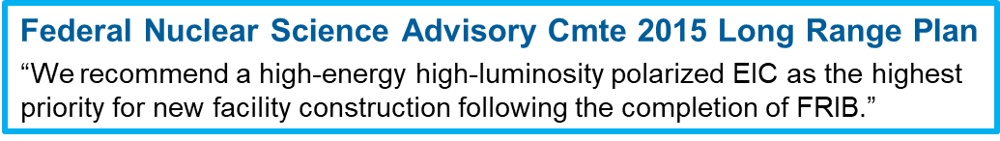 Federal Nuclear Science Advisory Cmte 2015 Long Range Plan
“We recommend a high-energy high-luminosity polarized EIC as the highest
priority for new facility construction following the completion of FRIB.”